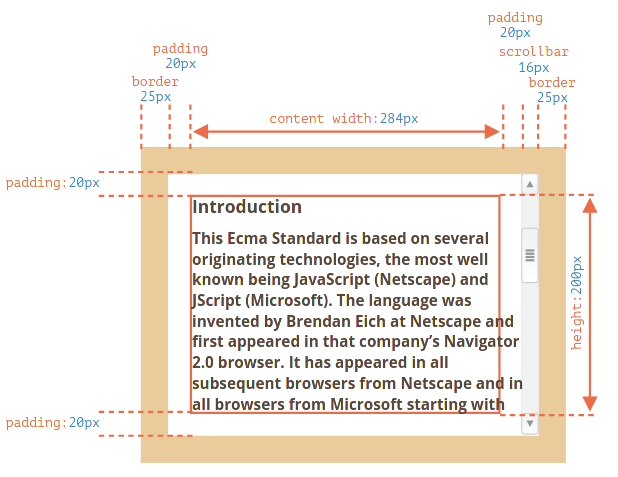 padding
20px
padding
20px
scrollbar
16px
border
25px
border
25px
content width:284px
padding:20px
Introduction
This Ecma Standard is based on several
originating technologies, the most well
known being JavaScript (Netscape) and
JScript (Microsoft). The language was
invented by Brendan Eich at Netscape and
first appeared in that company’s Navigator
2.0 browser. It has appeared in all
subsequent browsers from Netscape and in
all browsers from Microsoft starting with
height:200px
padding:20px